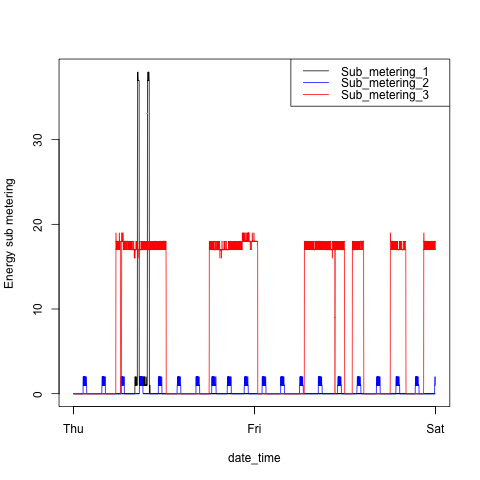 Sub_metering_1
Sub_metering_2
Sub_metering_3
Energy sub metering
30
20
10
0
Thu Fri Sat
date_time